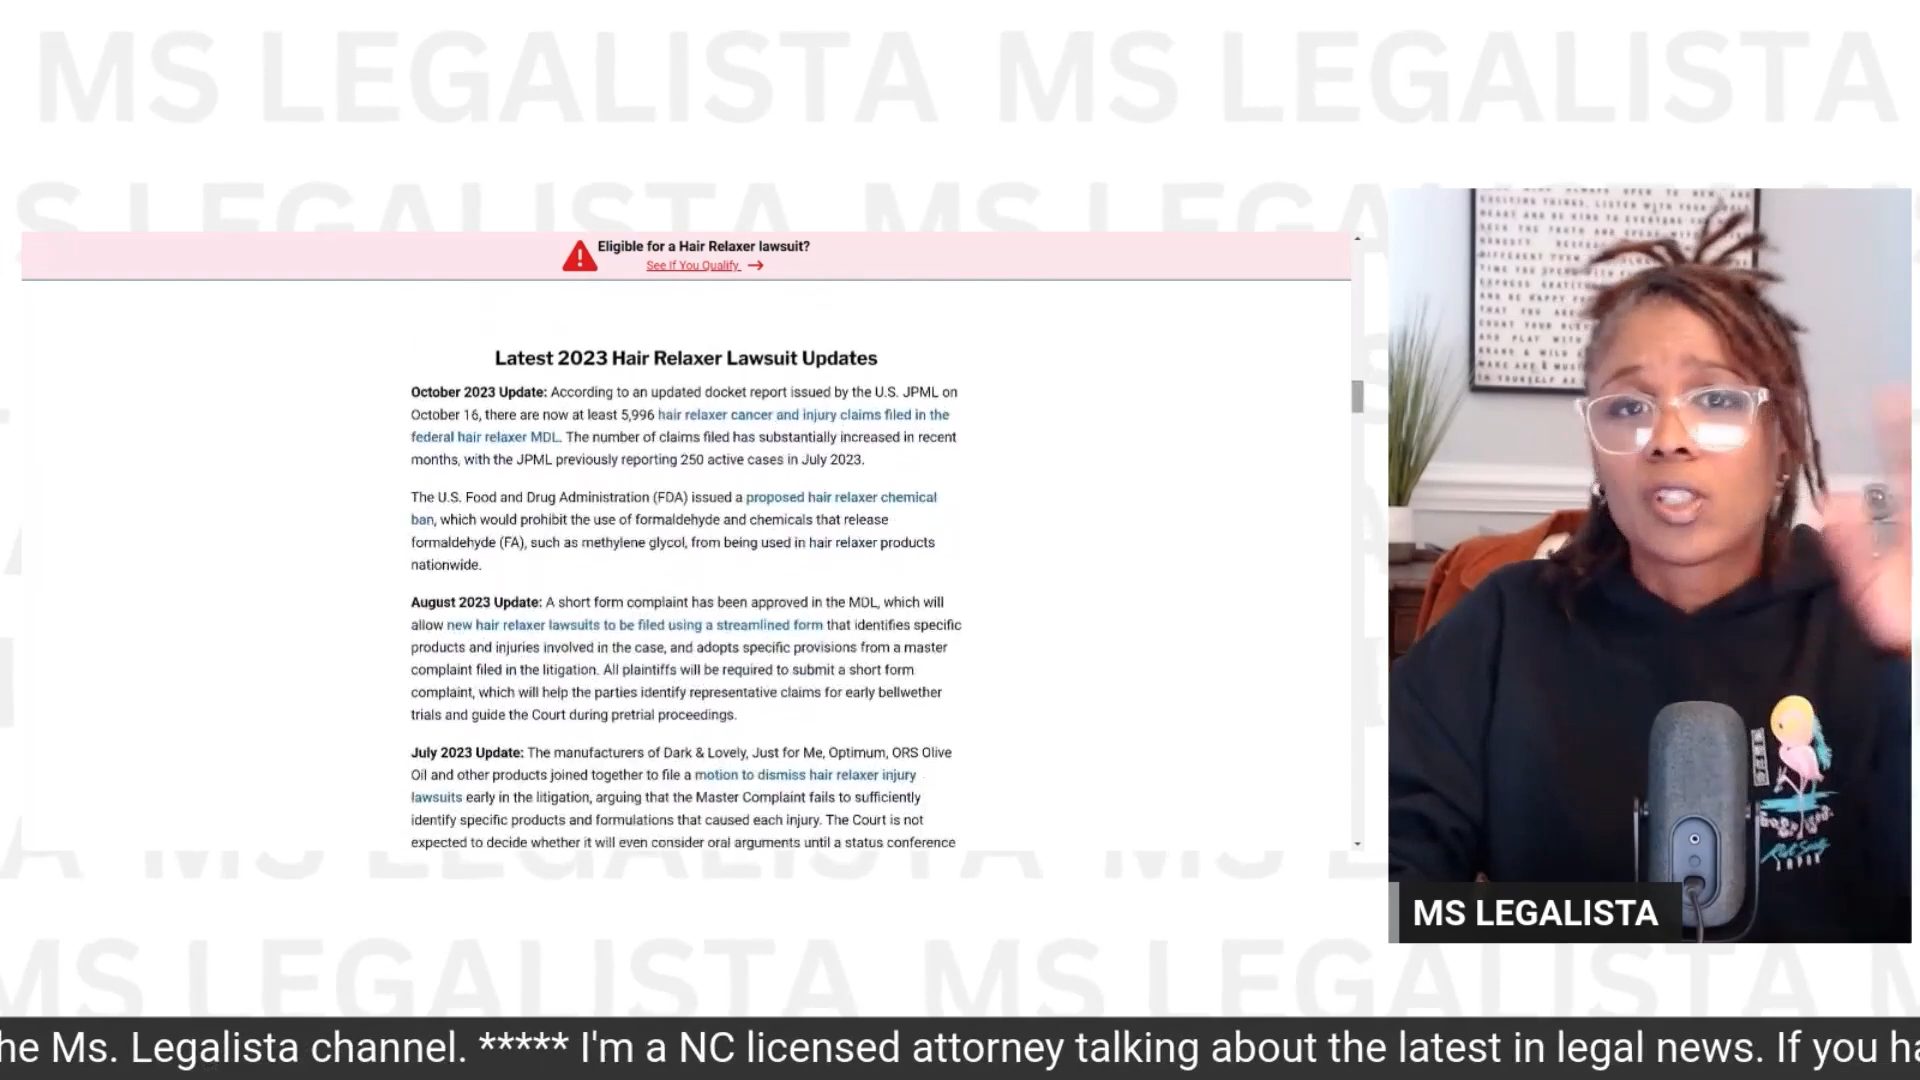 MS LEGALISTA MS LEGALISTA
S LEGALISTA MS LEGAL
Eligible for a Hair Relaxer lawsuit?
See If You Qualify →
Latest 2023 Hair Relaxer Lawsuit Updates
October 2023 Update: According to an updated docket report issued by the U.S. JPML on
October 16, there are now at least 5,996 hair relaxer cancer and injury claims filed in the
federal hair relaxer MDL. The number of claims filed has substantially increased in recent
months, with the JPML previously reporting 250 active cases in July 2023.
The U.S. Food and Drug Administration (FDA) issued a proposed hair relaxer chemical
ban, which would prohibit the use of formaldehyde and chemicals that release
formaldehyde (FA), such as methylene glycol, from being used in hair relaxer products
nationwide.
August 2023 Update: A short form complaint has been approved in the MDL, which will
allow new hair relaxer lawsuits to be filed using a streamlined form that identifies specific
products and injuries involved in the case, and adopts specific provisions from a master
complaint filed in the litigation. All plaintiffs will be required to submit a short form
complaint, which will help the parties identify representative claims for early bellwether
trials and guide the Court during pretrial proceedings.
July 2023 Update: The manufacturers of Dark & Lovely, Just for Me, Optimum, ORS Olive
Oil and other products joined together to file a motion to dismiss hair relaxer injury
lawsuits early in the litigation, arguing that the Master Complaint fails to sufficiently
identify specific products and formulations that caused each injury. The Court is not
expected to decide whether it will even consider oral arguments until a status conference
MS LEGALISTA
MS LEGALISTA MS LEGALISTA M
he Ms. Legalista channel. ***** I'm a NC licensed attorney talking about the latest in legal news. If you ha